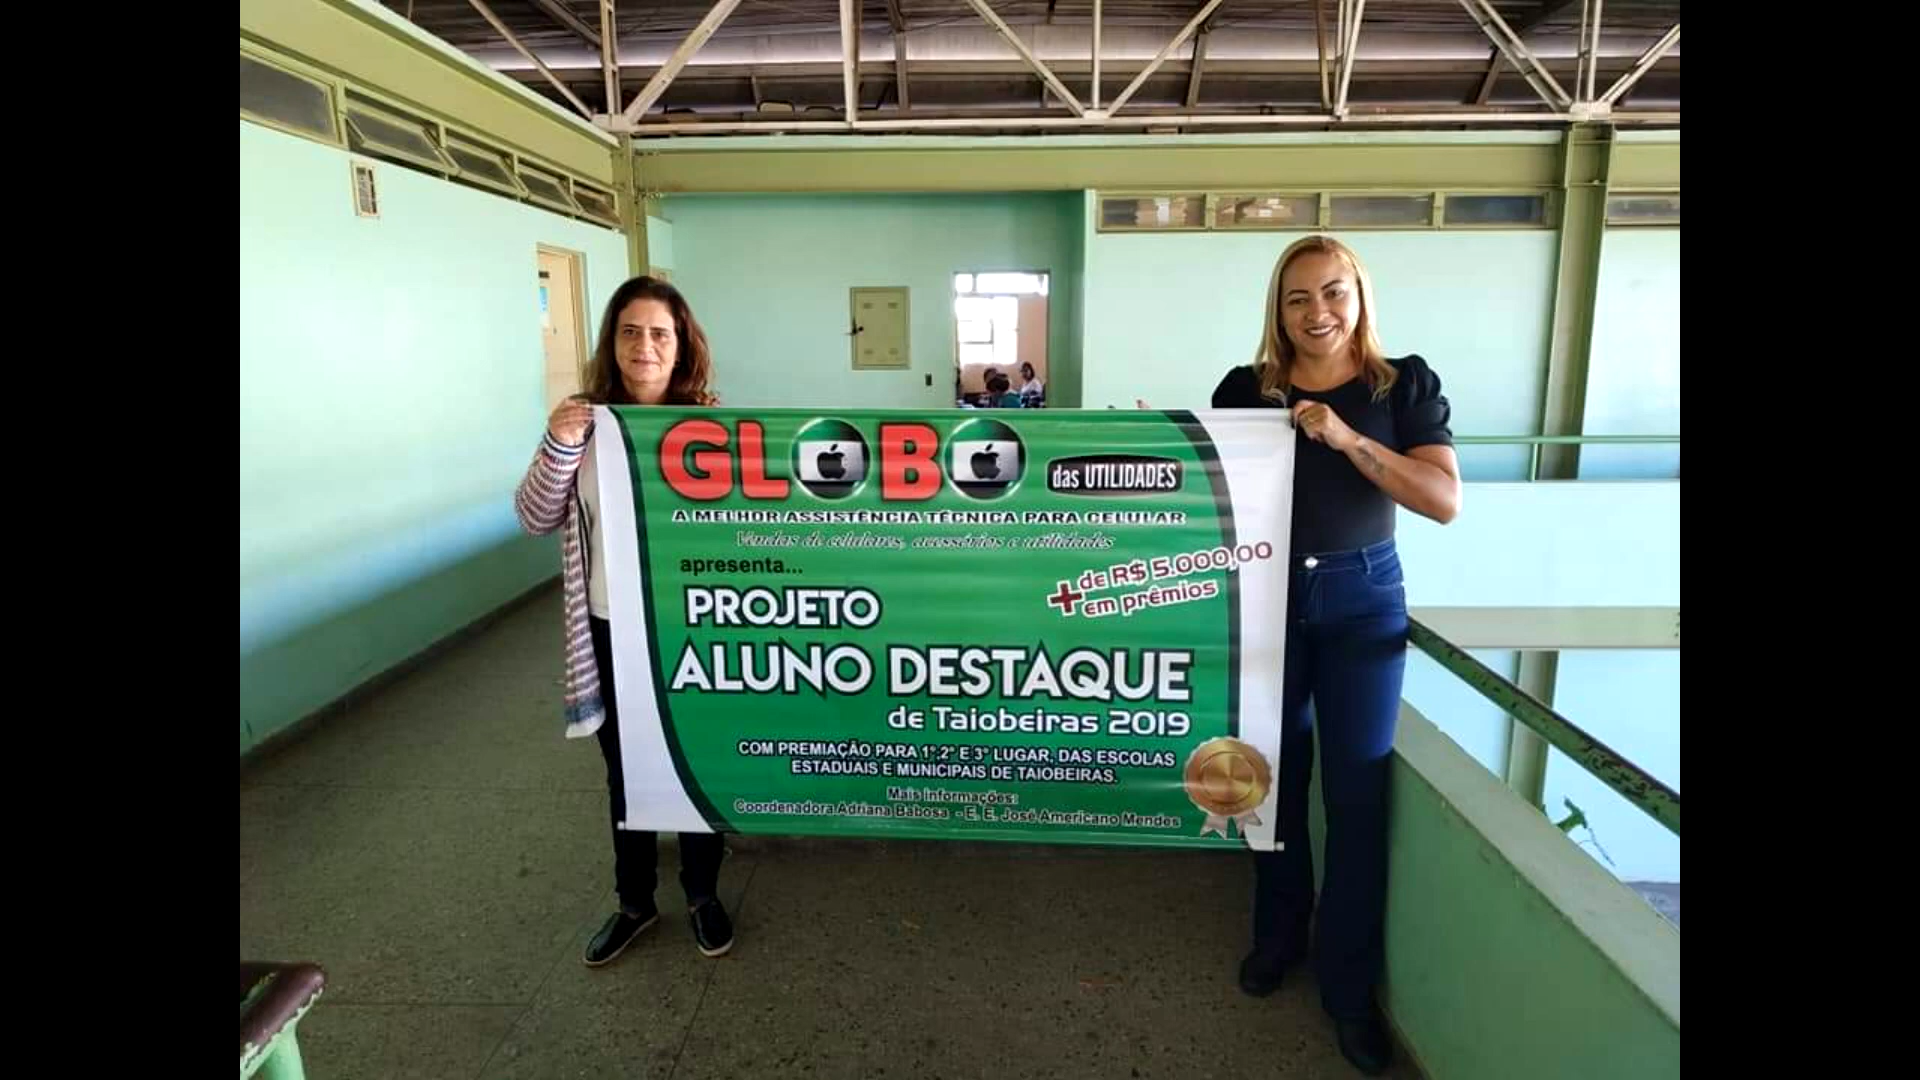 GLOBO das UTILIDADES
A MELHOR ASSISTÊNCIA TÉCNICA PARA CELULAR
Vendas de celulares, acessórios e utilidades
apresenta...
+ de R$ 5.000,00
em prêmios
PROJETO
ALUNO DESTAQUE
de Taiobeiras 2019
COM PREMIAÇÃO PARA 1°,2° E 3° LUGAR, DAS ESCOLAS
ESTADUAIS E MUNICIPAIS DE TAIOBEIRAS.
Mais informações:
Coordenadora Adriana Babosa - E. E. José Americano Mendes